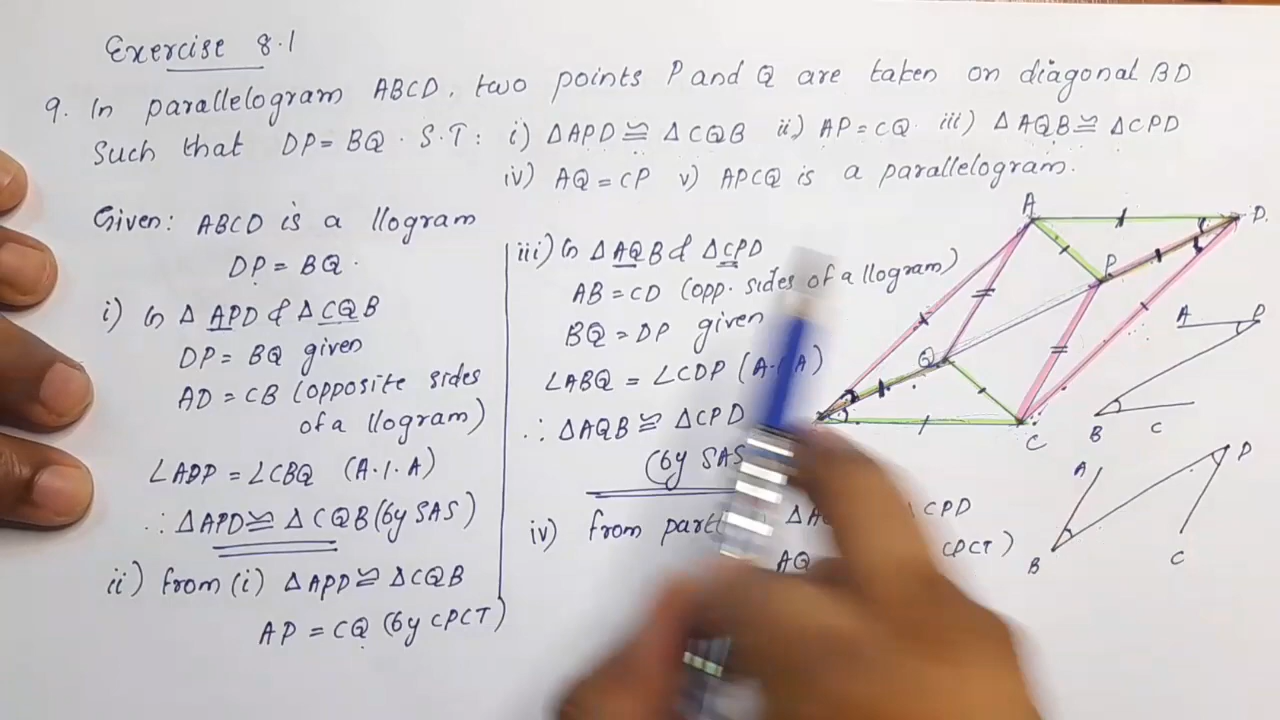 Exercise 8.1
9. In parallelogram ABCD, two points P and Q are taken on diagonal BD
Such that DP = BQ. S.T: i) ΔAPD ≅ ΔCQB ii) AP = CQ. iii) ΔAQB ≅ ΔCPD
iv) AQ = CP v) APCQ is a parallelogram.
Given: ABCD is a llogram
DP = BQ.
i) In Δ APD & Δ CQB
DP = BQ given
AD = CB (opposite sides
of a llogram)
∠ADP = ∠CBQ (A.I.A)
∴ ΔAPD ≅ ΔCQB (by SAS)
ii) from (i) ΔAPD ≅ ΔCQB
AP = CQ (by CPCT)
iii) In ΔAQB & ΔCPD
AB = CD (opp. sides of a llogram)
BQ = DP given
∠ABQ = ∠CDP (A. A)
∴ ΔAQB ≅ ΔCPD
(by SAS
iv) from CPD
AQ CPCT)
A
D.
P
Q
C
A
D
B
C
A
D
B
C